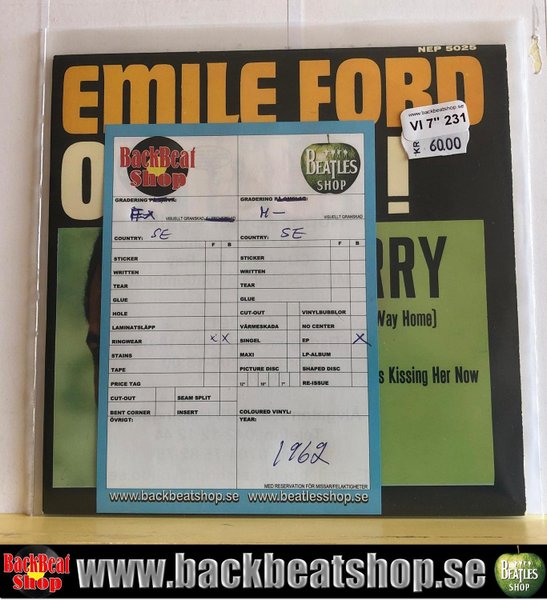 NEP 5025
EMILE FORD
www.backbeatshop.se
VI 7" 231
KR 60.00
O !
RRY
Way Home)
s Kissing Her Now
BACKBEAT SHOP
BEATLES SHOP
GRADERING
GRADERING
EX
VISUELLT GRANSKAD
M-
VISUELLT GRANSKAD
COUNTRY: SE
COUNTRY: SE
F B F B
STICKER STICKER
WRITTEN WRITTEN
TEAR TEAR
GLUE GLUE
HOLE CUT-OUT VINYLBUBBLOR
LAMINATSLÄPP VÄRMESKADA NO CENTER
RINGWEAR X X SINGEL EP X
STAINS MAXI LP-ALBUM
TAPE PICTURE DISC SHAPED DISC
PRICE TAG 12" 10" 7" RE-ISSUE
CUT-OUT SEAM SPLIT
BENT CORNER INSERT COLOURED VINYL:
ÖVRIGT: YEAR:
1962
MED RESERVATION FÖR MISSAR/FELAKTIGHETER
www.backbeatshop.se www.beatlesshop.se
BACKBEAT SHOP www.backbeatshop.se BEATLES SHOP